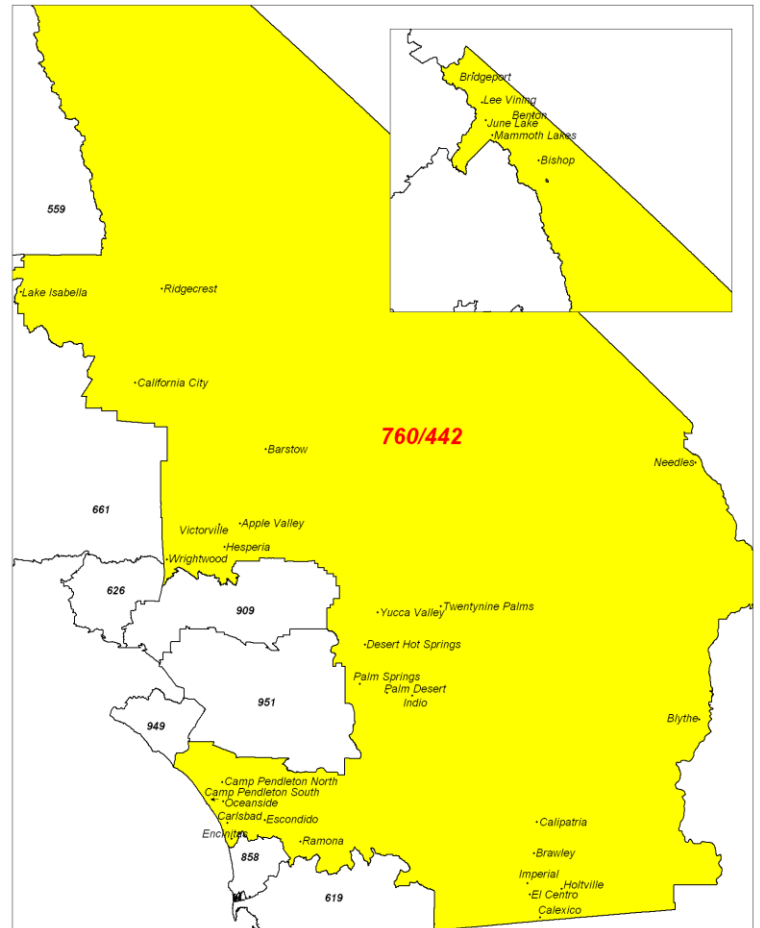 Bridgeport
Lee Vining
Benton
June Lake
Mammoth Lakes
Bishop
559
Lake Isabella
Ridgecrest
California City
760/442
Barstow
Needles
661
Victorville
Apple Valley
Hesperia
Wrightwood
626
909
Yucca Valley
Twentynine Palms
Desert Hot Springs
Palm Springs
Palm Desert
Indio
951
949
Blythe
Camp Pendleton North
Camp Pendleton South
Oceanside
Carlsbad
Escondido
Encinitas
Ramona
858
619
Calipatria
Brawley
Imperial
Holtville
El Centro
Calexico